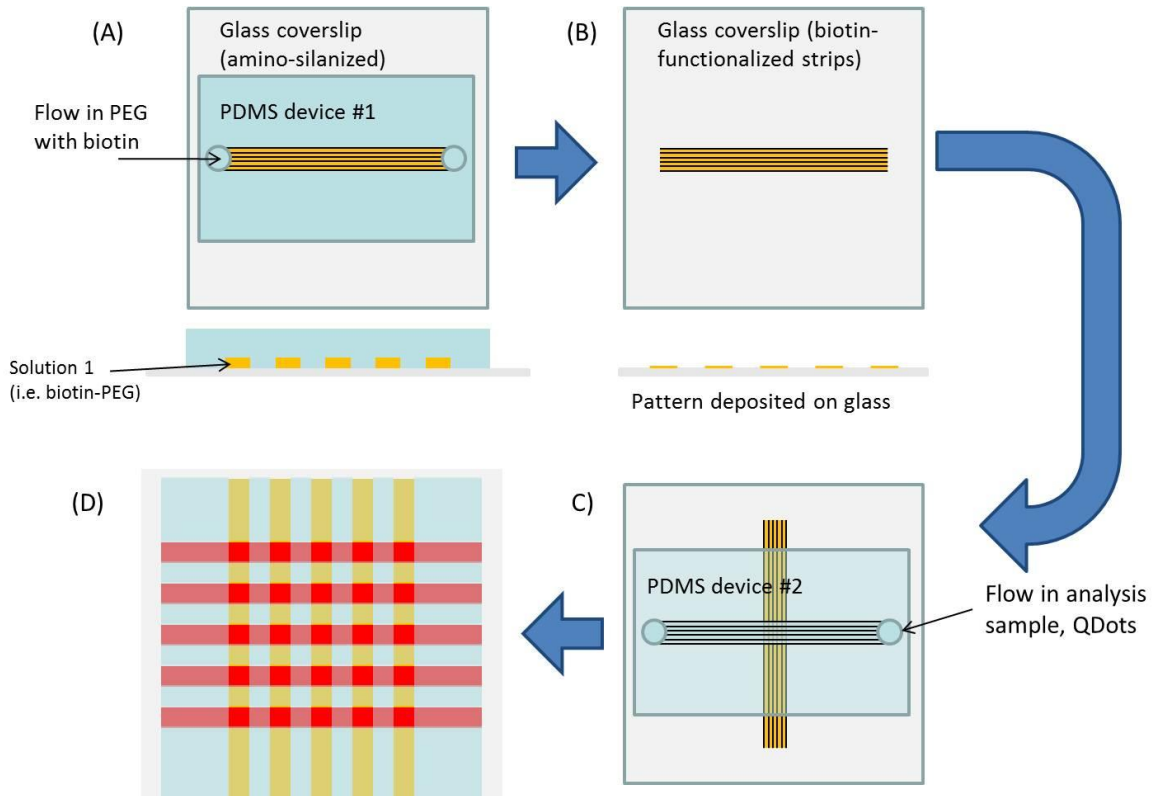 (A)
Glass coverslip
(amino-silanized)
Flow in PEG
with biotin
PDMS device #1
Solution 1
(i.e. biotin-PEG)
(B)
Glass coverslip (biotin-
functionalized strips)
Pattern deposited on glass
(D)
C)
PDMS device #2
Flow in analysis
sample, QDots